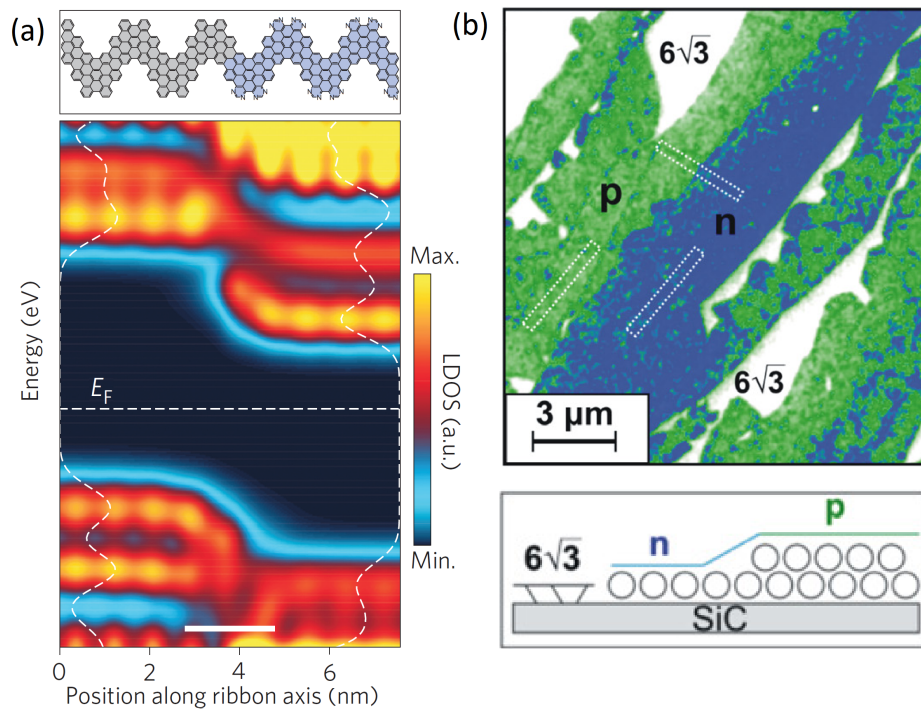 (a)
N N N N N N
N N N N N
Energy (eV)
E_F
Max.
LDOS (a.u.)
Min.
0 2 4 6
Position along ribbon axis (nm)
(b)
6√3
p
n
6√3
3 µm
p
n
6√3
SiC